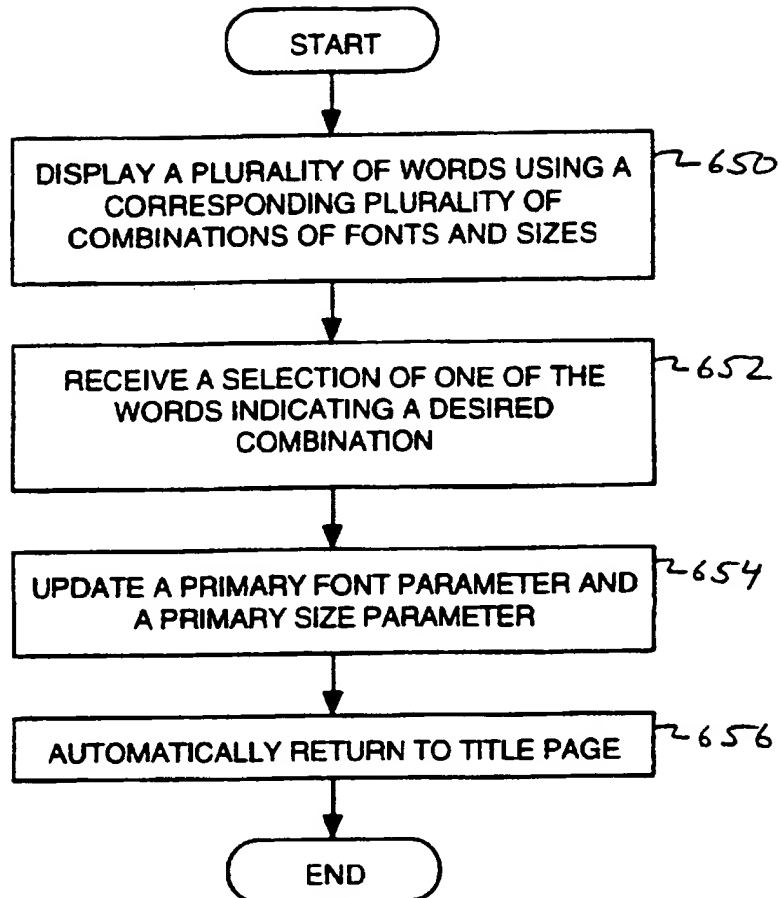 START
DISPLAY A PLURALITY OF WORDS USING A
CORRESPONDING PLURALITY OF
COMBINATIONS OF FONTS AND SIZES
650
RECEIVE A SELECTION OF ONE OF THE
WORDS INDICATING A DESIRED
COMBINATION
652
UPDATE A PRIMARY FONT PARAMETER AND
A PRIMARY SIZE PARAMETER
654
AUTOMATICALLY RETURN TO TITLE PAGE
656
END